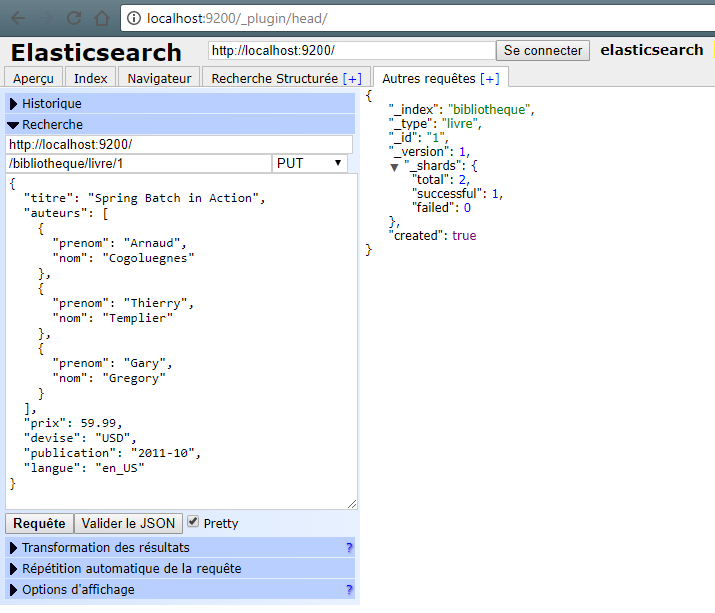 localhost:9200/_plugin/head/
Elasticsearch http://localhost:9200/ Se connecter elasticsearch
Aperçu Index Navigateur Recherche Structurée [+] Autres requêtes [+]
Historique
Recherche
http://localhost:9200/
/bibliotheque/livre/1 PUT
{
"titre": "Spring Batch in Action",
"auteurs": [
{
"prenom": "Arnaud",
"nom": "Cogoluegnes"
},
{
"prenom": "Thierry",
"nom": "Templier"
},
{
"prenom": "Gary",
"nom": "Gregory"
}
],
"prix": 59.99,
"devise": "USD",
"publication": "2011-10",
"langue": "en_US"
}
Requête Valider le JSON Pretty
Transformation des résultats ?
Répétition automatique de la requête
Options d'affichage ?
{
"_index": "bibliotheque",
"_type": "livre",
"_id": "1",
"_version": 1,
"_shards": {
"total": 2,
"successful": 1,
"failed": 0
},
"created": true
}